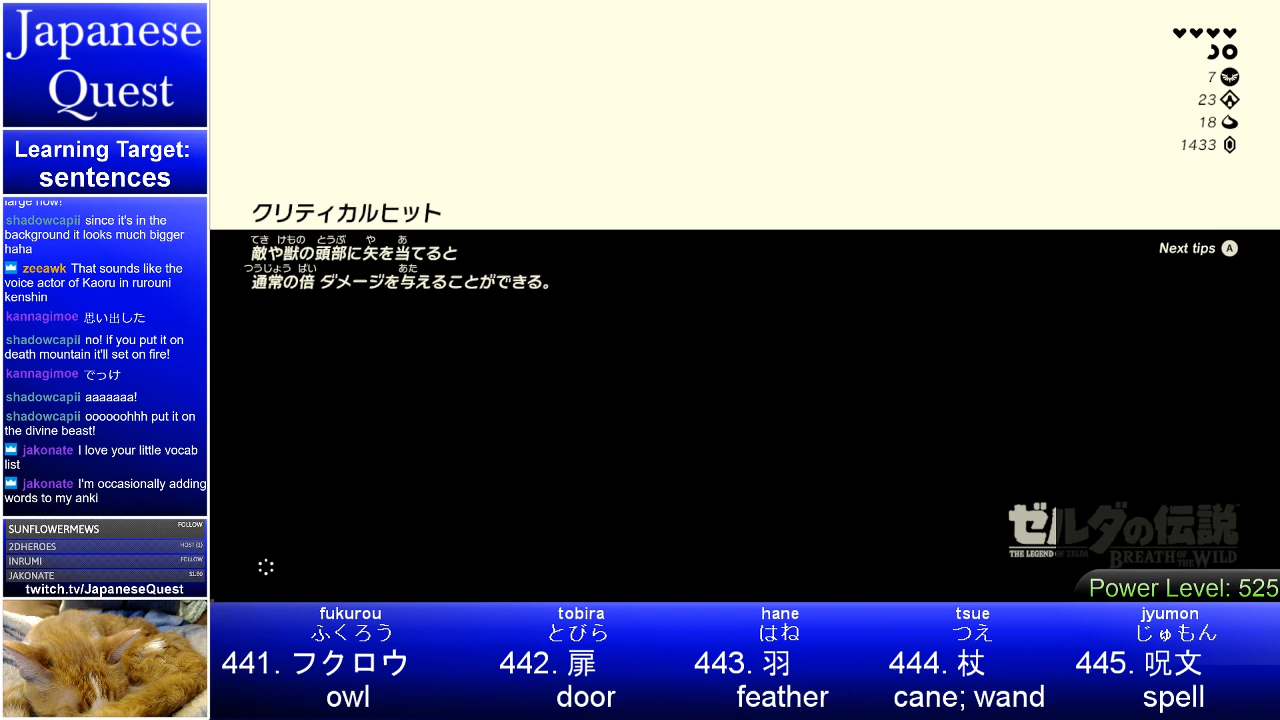 Japanese
Quest
Learning Target:
sentences
large now!
shadowcapii since it's in the
background it looks much bigger
haha
zeeawk That sounds like the
voice actor of Kaoru in rurouni
kenshin
kannagimoe 思い出した
shadowcapii no! if you put it on
death mountain it'll set on fire!
kannagimoe でっけ
shadowcapii aaaaaaa!
shadowcapii oooooohhh put it on
the divine beast!
jakonate I love your little vocab
list
jakonate I'm occasionally adding
words to my anki
SUNFLOWERMEWS FOLLOW
2DHEROES HOST (1)
INRUMI FOLLOW
JAKONATE $1.80
twitch.tv/JapaneseQuest
7
23
18
1433
クリティカルヒット
てき けもの とうぶ や あ
敵や獣の頭部に矢を当てると
つうじょう ばい あた
通常の倍 ダメージを与えることができる。
Next tips A
ゼルダの伝説
THE LEGEND OF ZELDA
BREATH OF THE WILD
Power Level: 525
fukurou
ふくろう
441. フクロウ
owl
tobira
とびら
442. 扉
door
hane
はね
443. 羽
feather
tsue
つえ
444. 杖
cane; wand
jyumon
じゅもん
445. 呪文
spell